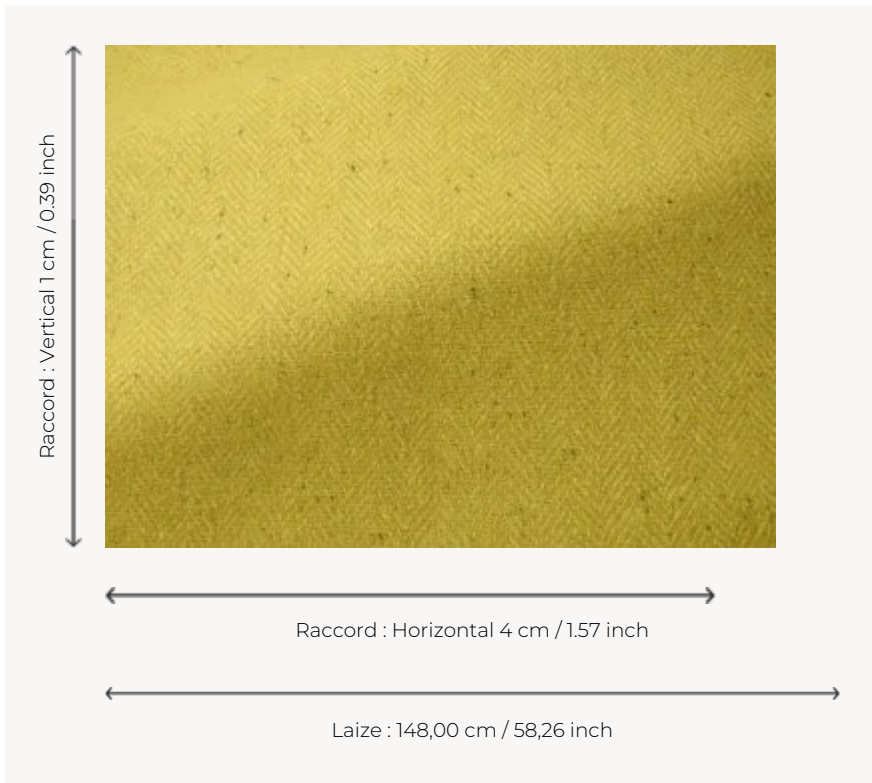 Raccord : Vertical 1 cm / 0.39 inch
Raccord : Horizontal 4 cm / 1.57 inch
Laize : 148,00 cm / 58,26 inch